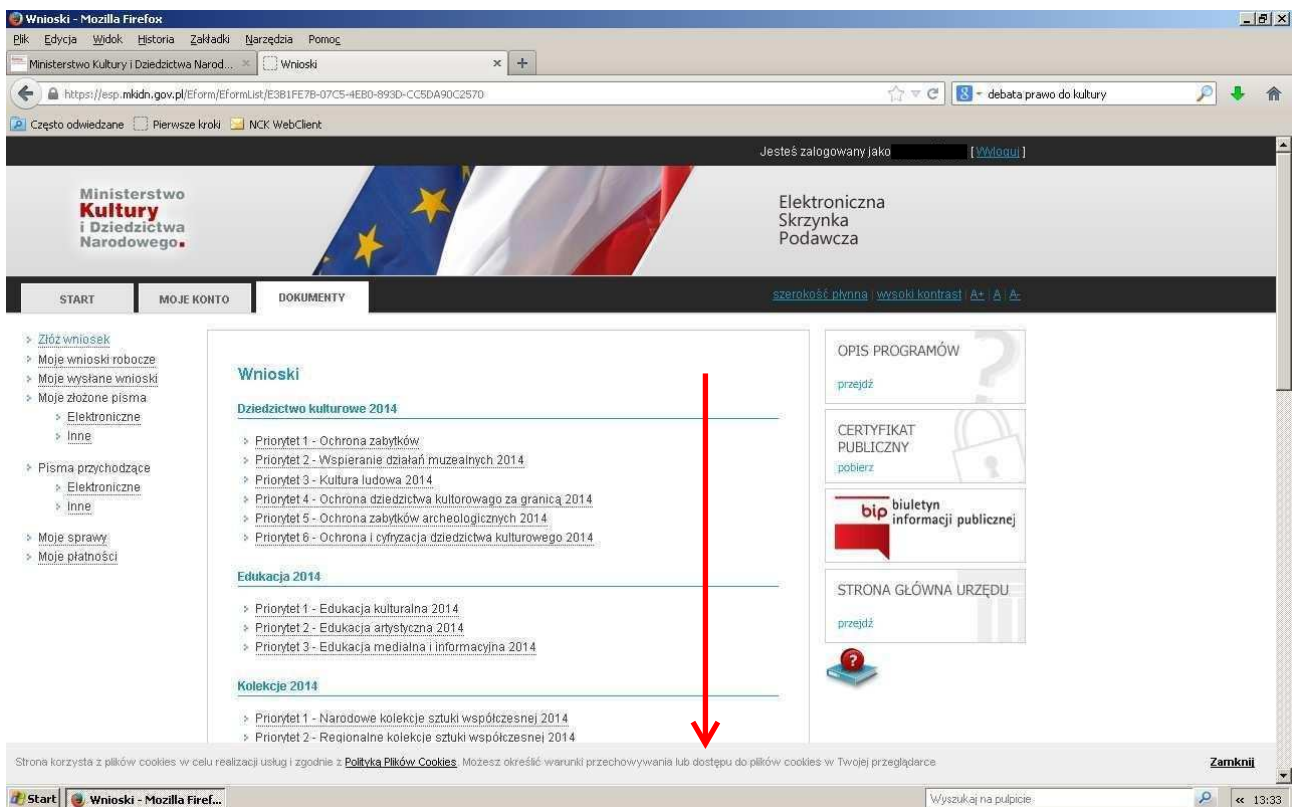 Wnioski - Mozilla Firefox
Plik Edycja Widok Historia Zakładki Narzędzia Pomoc
Ministerstwo Kultury i Dziedzictwa Narod... × Wnioski × +
https://esp.mkidn.gov.pl/Eform/EformList/E3B1FE7B-07C5-4EB0-893D-CC5DA90C2570 debata prawo do kultury
Często odwiedzane Pierwsze kroki NCK WebClient
Jesteś zalogowany jako [ Wyloguj ]
Ministerstwo
Kultury
i Dziedzictwa
Narodowego.
Elektroniczna
Skrzynka
Podawcza
START MOJE KONTO DOKUMENTY
szerokość płynna | wysoki kontrast | A+ | A | A-
Złóż wniosek
Moje wnioski robocze
Moje wysłane wnioski
Moje złożone pisma
Elektroniczne
Inne
Pisma przychodzące
Elektroniczne
Inne
Moje sprawy
Moje płatności
Wnioski
Dziedzictwo kulturowe 2014
Priorytet 1 - Ochrona zabytków
Priorytet 2 - Wspieranie działań muzealnych 2014
Priorytet 3 - Kultura ludowa 2014
Priorytet 4 - Ochrona dziedzictwa kultorowago za granicą 2014
Priorytet 5 - Ochrona zabytków archeologicznych 2014
Priorytet 6 - Ochrona i cyfryzacja dziedzictwa kulturowego 2014
Edukacja 2014
Priorytet 1 - Edukacja kulturalna 2014
Priorytet 2 - Edukacja artystyczna 2014
Priorytet 3 - Edukacja medialna i informacyjna 2014
Kolekcje 2014
Priorytet 1 - Narodowe kolekcje sztuki współczesnej 2014
Priorytet 2 - Regionalne kolekcje sztuki współczesnej 2014
OPIS PROGRAMÓW
przejdź
CERTYFIKAT
PUBLICZNY
pobierz
bip biuletyn
informacji publicznej
STRONA GŁÓWNA URZĘDU
przejdź
Strona korzysta z plików cookies w celu realizacji usług i zgodnie z Polityką Plików Cookies. Możesz określić warunki przechowywania lub dostępu do plików cookies w Twojej przeglądarce. Zamknij
Start Wnioski - Mozilla Firef... Wyszukaj na pulpicie « 13:33